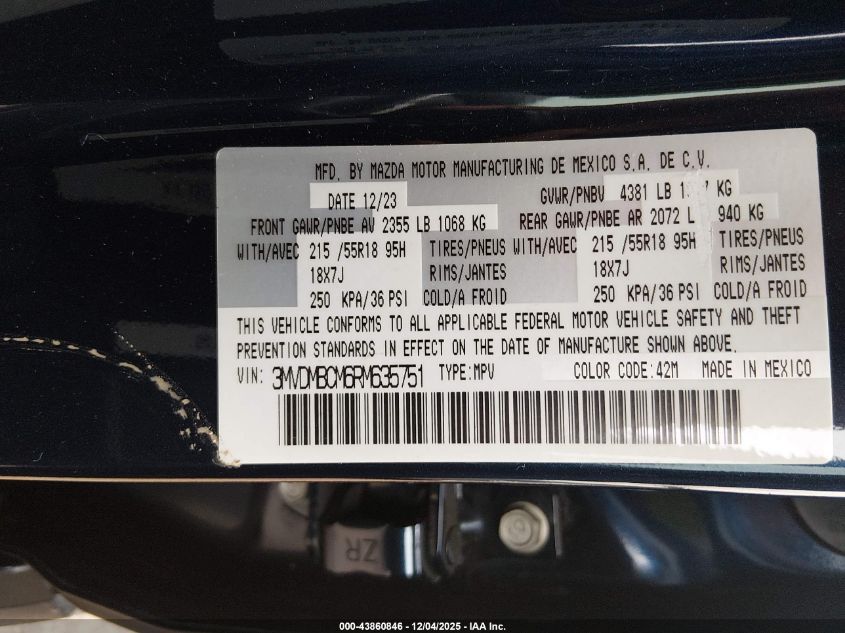 MFD. BY MAZDA MOTOR MANUFACTURING DE MEXICO S.A. DE C.V.
DATE 12/23 GVWR/PNBV 4381 LB KG
FRONT GAWR/PNBE AV 2355 LB 1068 KG REAR GAWR/PNBE AR 2072 L 940 KG
WITH/AVEC 215 /55R18 95H TIRES/PNEUS WITH/AVEC 215 /55R18 95H TIRES/PNEUS
18X7J RIMS/JANTES 18X7J RIMS/JANTES
250 KPA/36 PSI COLD/A FROID 250 KPA/36 PSI COLD/A FROID
THIS VEHICLE CONFORMS TO ALL APPLICABLE FEDERAL MOTOR VEHICLE SAFETY AND THEFT
PREVENTION STANDARDS IN EFFECT ON THE DATE OF MANUFACTURE SHOWN ABOVE.
VIN: 3MVDMBCM6RM635751 TYPE:MPV COLOR CODE:42M MADE IN MEXICO
ZR
000-43860846 - 12/04/2025 - IAA Inc.